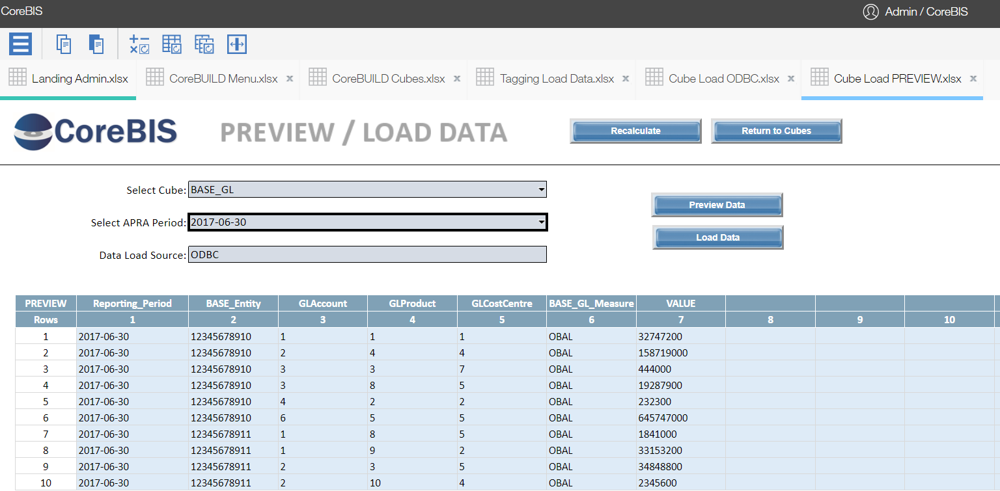 CoreBIS Admin / CoreBIS
Landing Admin.xlsx CoreBUILD Menu.xlsx x CoreBUILD Cubes.xlsx x Tagging Load Data.xlsx x Cube Load ODBC.xlsx x Cube Load PREVIEW.xlsx x
CoreBIS PREVIEW / LOAD DATA Recalculate Return to Cubes
Select Cube: BASE_GL
Preview Data
Select APRA Period: 2017-06-30
Load Data
Data Load Source: ODBC
PREVIEW Reporting_Period BASE_Entity GLAccount GLProduct GLCostCentre BASE_GL_Measure VALUE
Rows 1 2 3 4 5 6 7 8 9 10
1 2017-06-30 12345678910 1 1 1 OBAL 32747200
2 2017-06-30 12345678910 2 4 4 OBAL 158719000
3 2017-06-30 12345678910 3 3 7 OBAL 444000
4 2017-06-30 12345678910 3 8 5 OBAL 19287900
5 2017-06-30 12345678910 4 2 2 OBAL 232300
6 2017-06-30 12345678910 6 5 5 OBAL 645747000
7 2017-06-30 12345678911 1 8 5 OBAL 1841000
8 2017-06-30 12345678911 1 9 2 OBAL 33153200
9 2017-06-30 12345678911 2 3 5 OBAL 34848800
10 2017-06-30 12345678911 2 10 4 OBAL 2345600